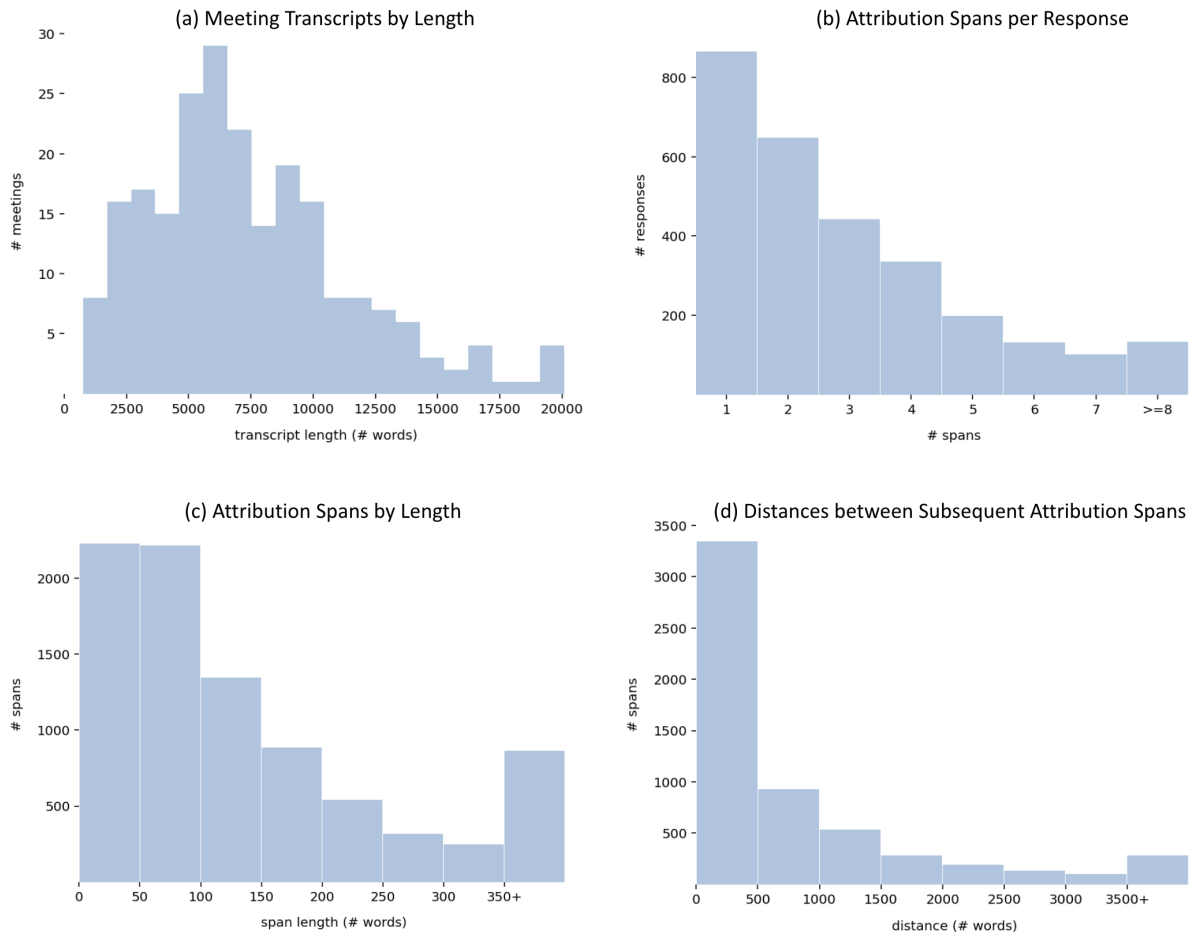 (a) Meeting Transcripts by Length
30
25
20
15
10
5
# meetings
0 2500 5000 7500 10000 12500 15000 17500 20000
transcript length (# words)
(b) Attribution Spans per Response
800
600
400
200
# responses
1 2 3 4 5 6 7 >=8
# spans
(c) Attribution Spans by Length
2000
1500
1000
500
# spans
0 50 100 150 200 250 300 350+
span length (# words)
(d) Distances between Subsequent Attribution Spans
3500
3000
2500
2000
1500
1000
500
# spans
0 500 1000 1500 2000 2500 3000 3500+
distance (# words)